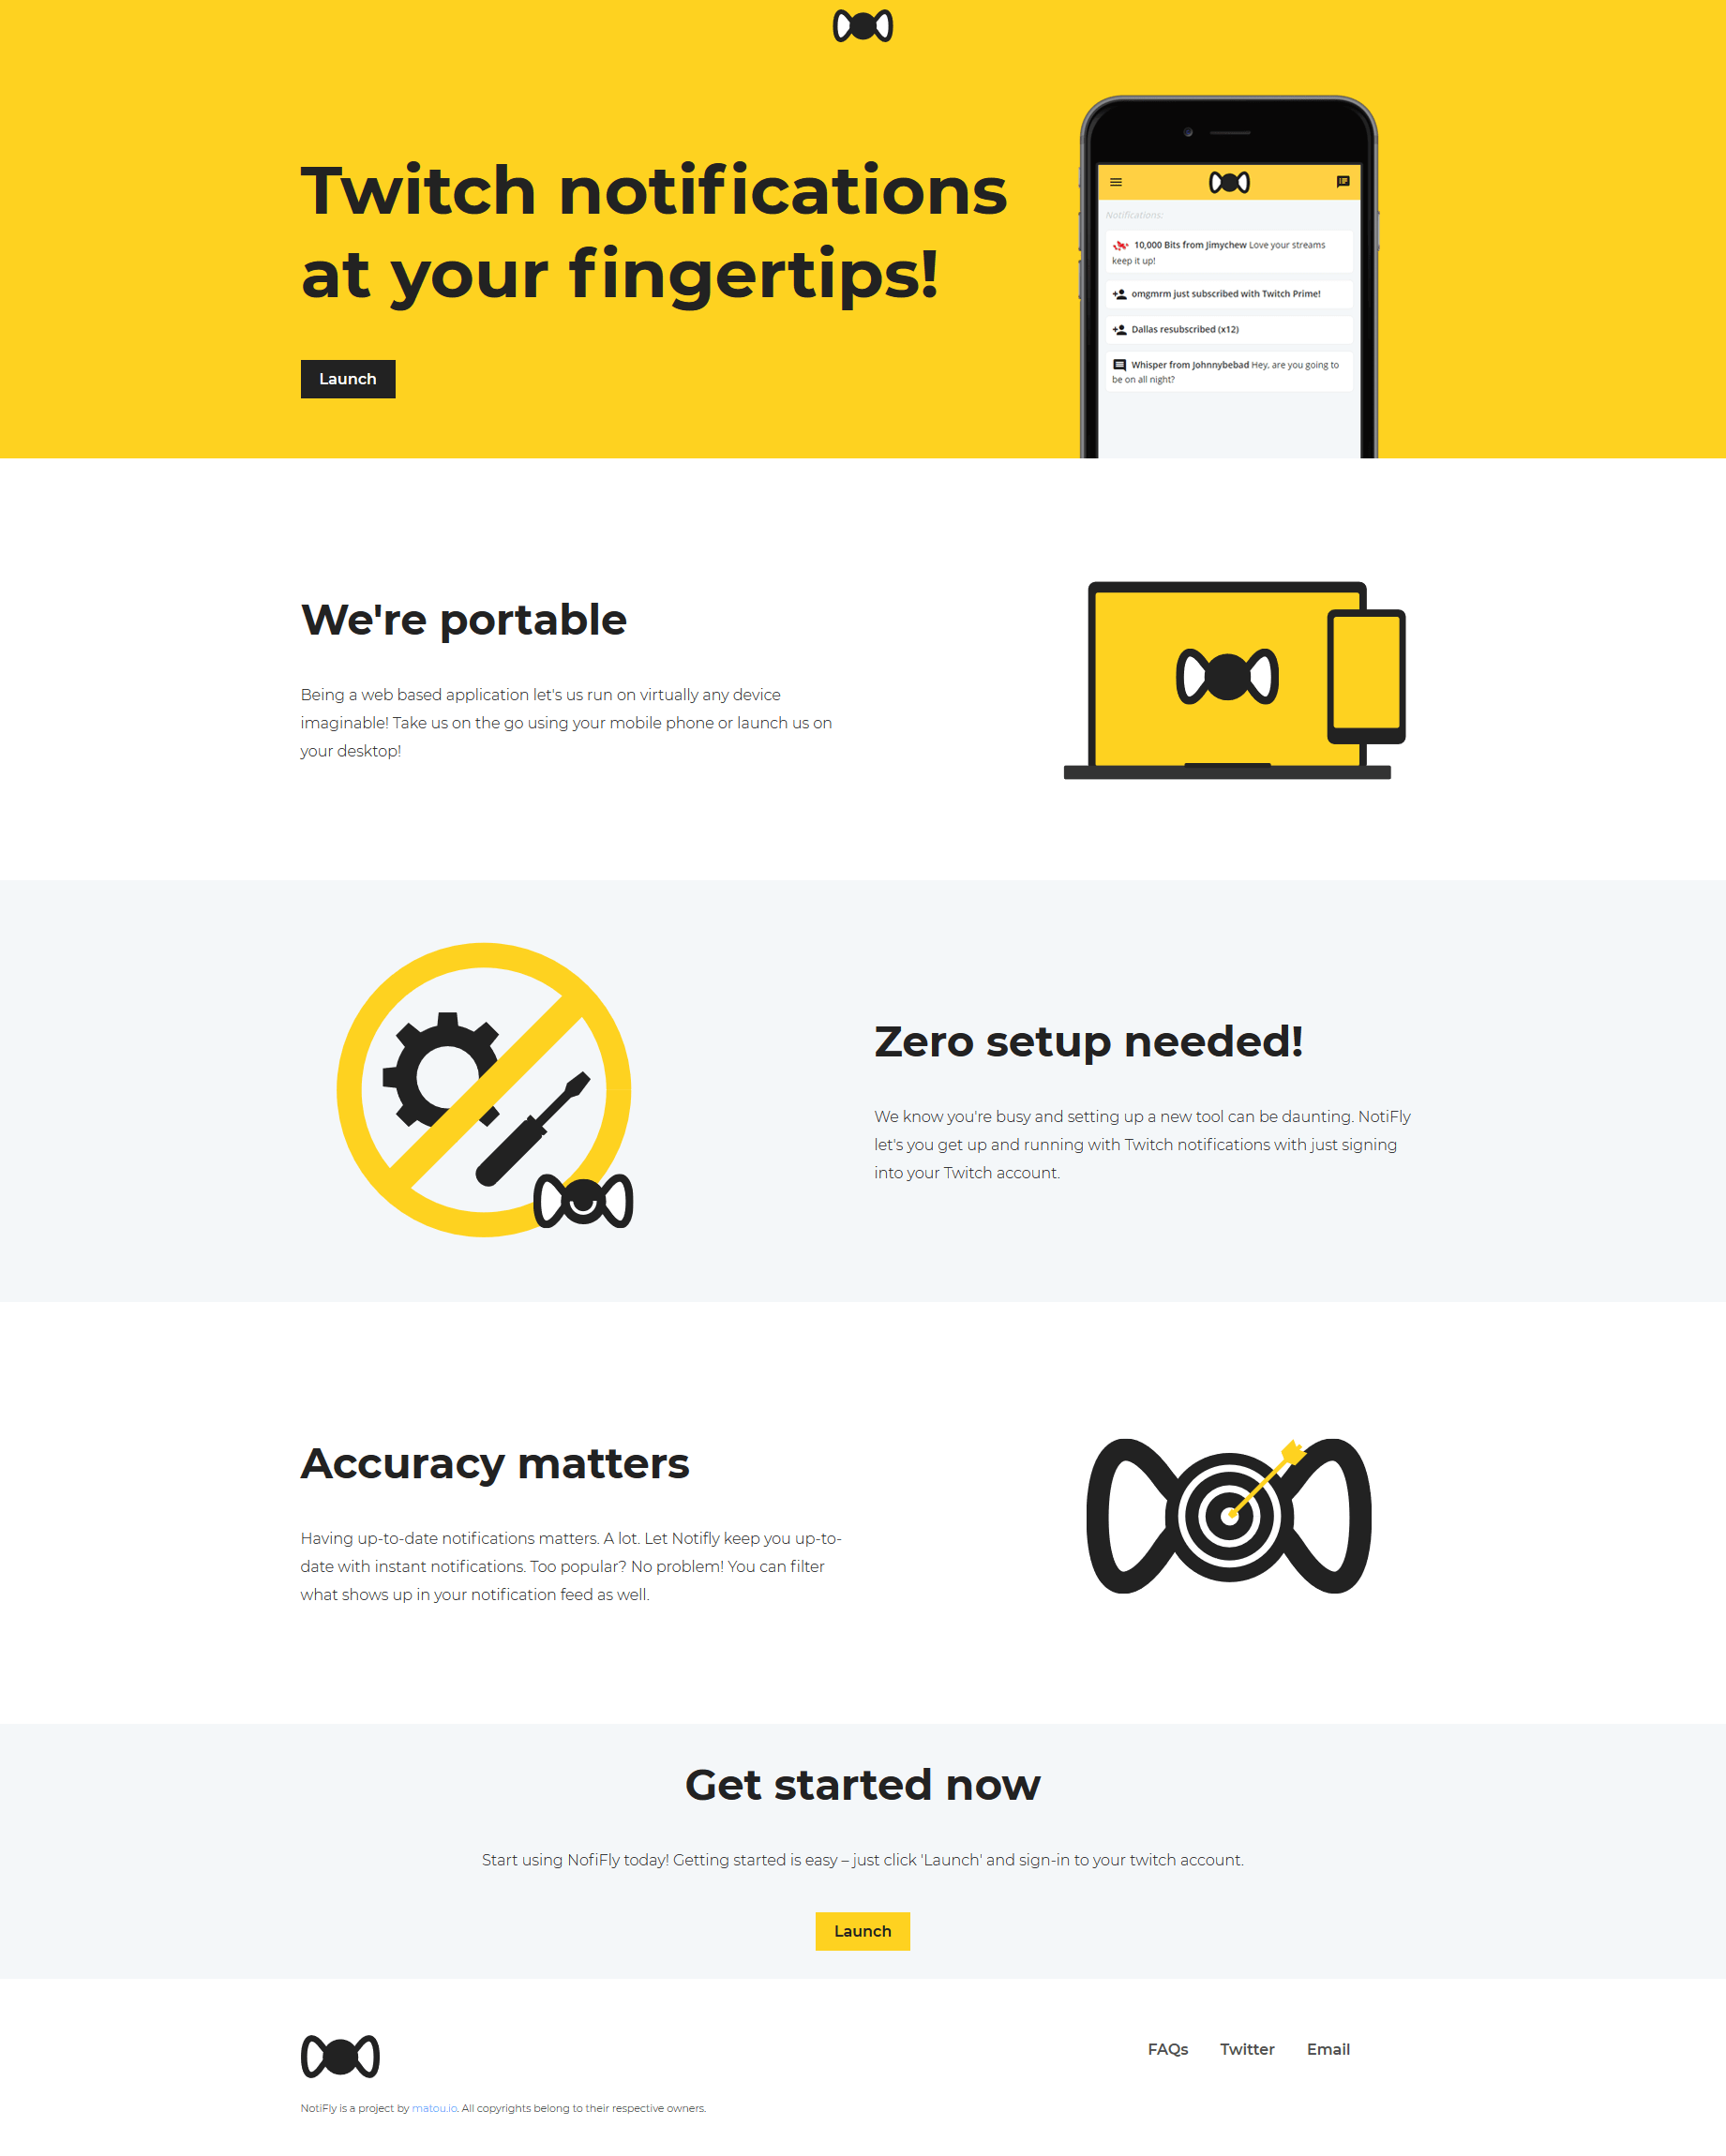 Twitch notifications
at your fingertips!
Launch
Notifications:
10,000 Bits from Jimychew Love your streams
keep it up!
omgmrm just subscribed with Twitch Prime!
Dallas resubscribed (x12)
Whisper from Johnnybebad Hey, are you going to
be on all night?
We're portable
Being a web based application let's us run on virtually any device
imaginable! Take us on the go using your mobile phone or launch us on
your desktop!
Zero setup needed!
We know you're busy and setting up a new tool can be daunting. NotiFly
let's you get up and running with Twitch notifications with just signing
into your Twitch account.
Accuracy matters
Having up-to-date notifications matters. A lot. Let Notifly keep you up-to-
date with instant notifications. Too popular? No problem! You can filter
what shows up in your notification feed as well.
Get started now
Start using NofiFly today! Getting started is easy – just click 'Launch' and sign-in to your twitch account.
Launch
FAQs Twitter Email
NotiFly is a project by matou.io. All copyrights belong to their respective owners.